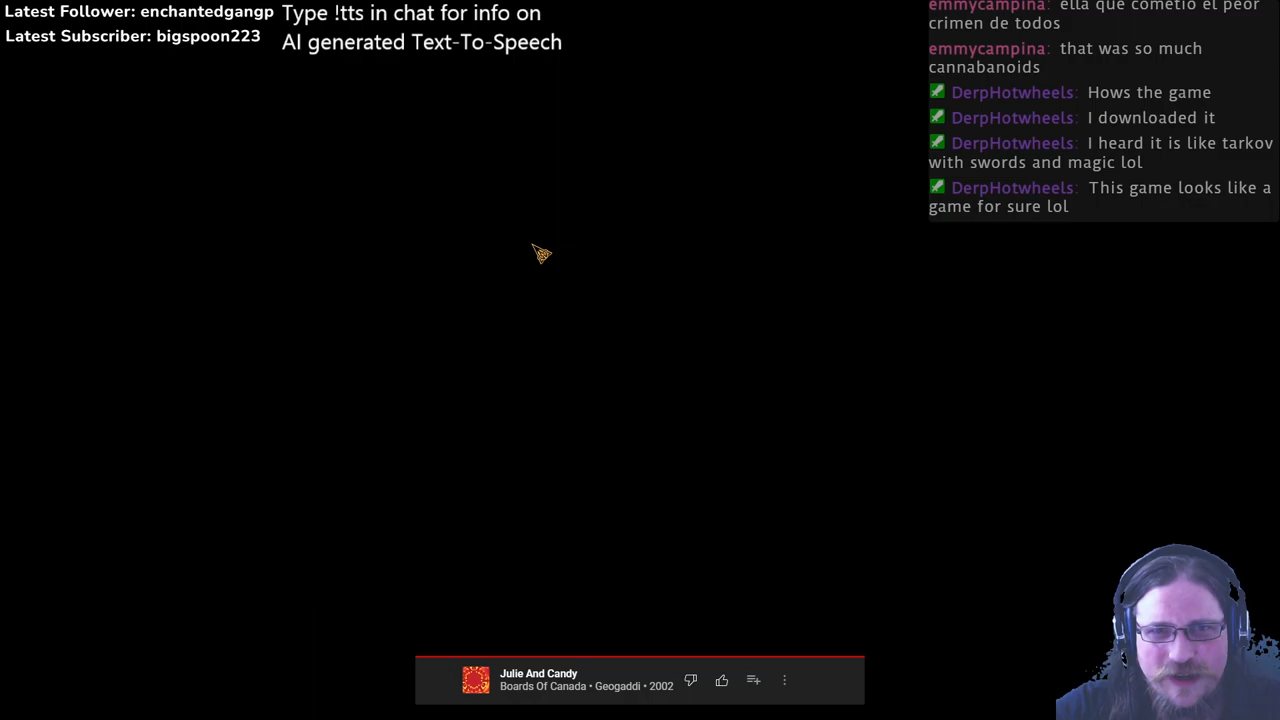 Latest Follower: enchantedgangp
Latest Subscriber: bigspoon223
Type !tts in chat for info on
AI generated Text-To-Speech
emmycampina: ella que cometio el peor
crimen de todos
emmycampina: that was so much
cannabanoids
DerpHotwheels: Hows the game
DerpHotwheels: I downloaded it
DerpHotwheels: I heard it is like tarkov
with swords and magic lol
DerpHotwheels: This game looks like a
game for sure lol
Julie And Candy
Boards Of Canada • Geogaddi • 2002